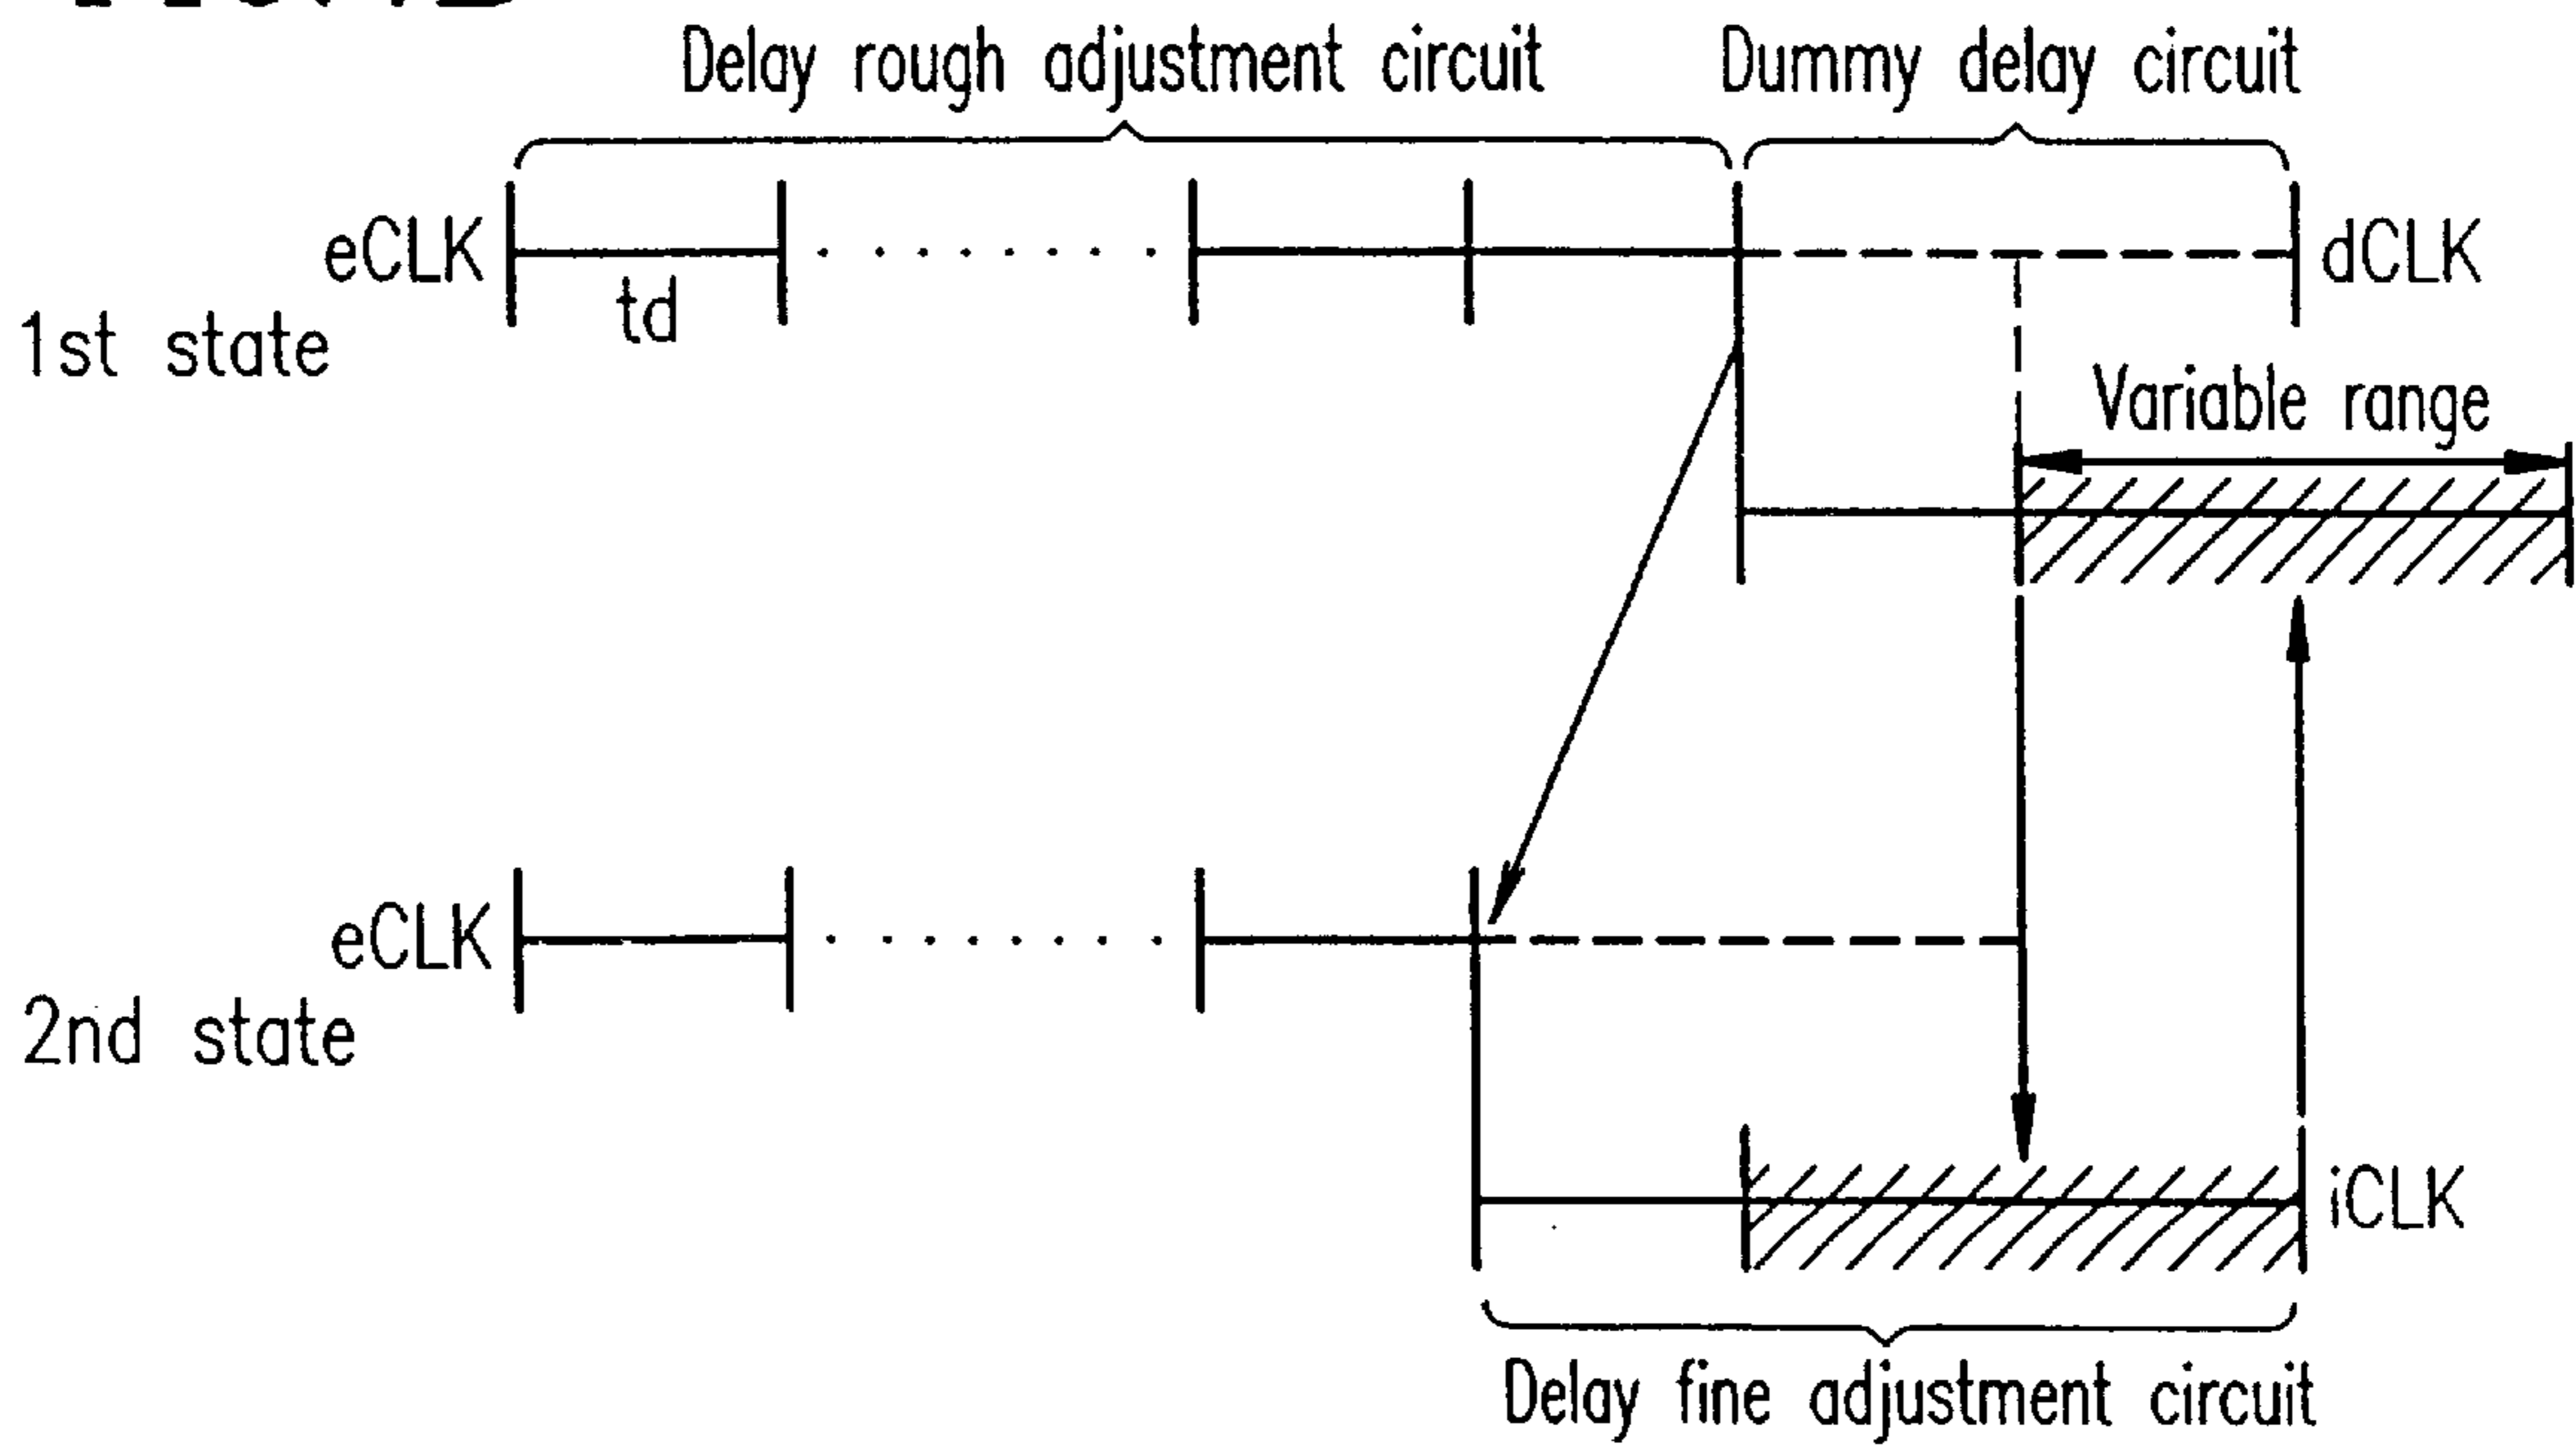 Delay rough adjustment circuit
Dummy delay circuit
eCLK
td
dCLK
1st state
Variable range
eCLK
2nd state
iCLK
Delay fine adjustment circuit